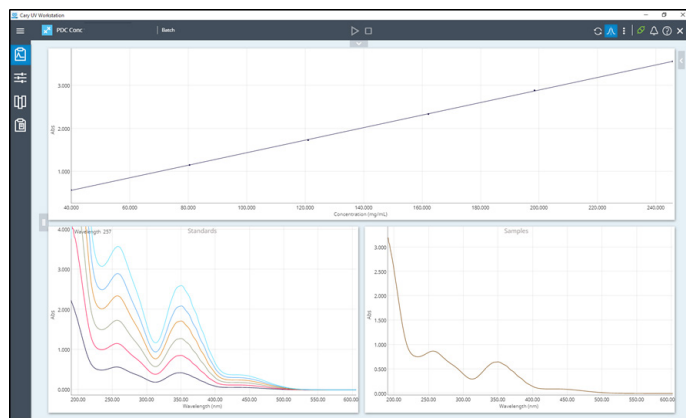 Cary UV Workstation
PDC Conc
Batch
Abs
3.000
2.000
1.000
40.000 60.000 80.000 100.000 120.000 140.000 160.000 180.000 200.000 220.000 240.000
Concentration (mg/mL)
Wavelength 257
Standards
Abs
4.000
3.000
2.000
1.000
0.000
200.00 250.00 300.00 350.00 400.00 450.00 500.00 550.00 600.00
Wavelength (nm)
Samples
Abs
3.000
2.500
2.000
1.500
1.000
0.500
0.000
200.00 250.00 300.00 350.00 400.00 450.00 500.00 550.00 600.00
Wavelength (nm)